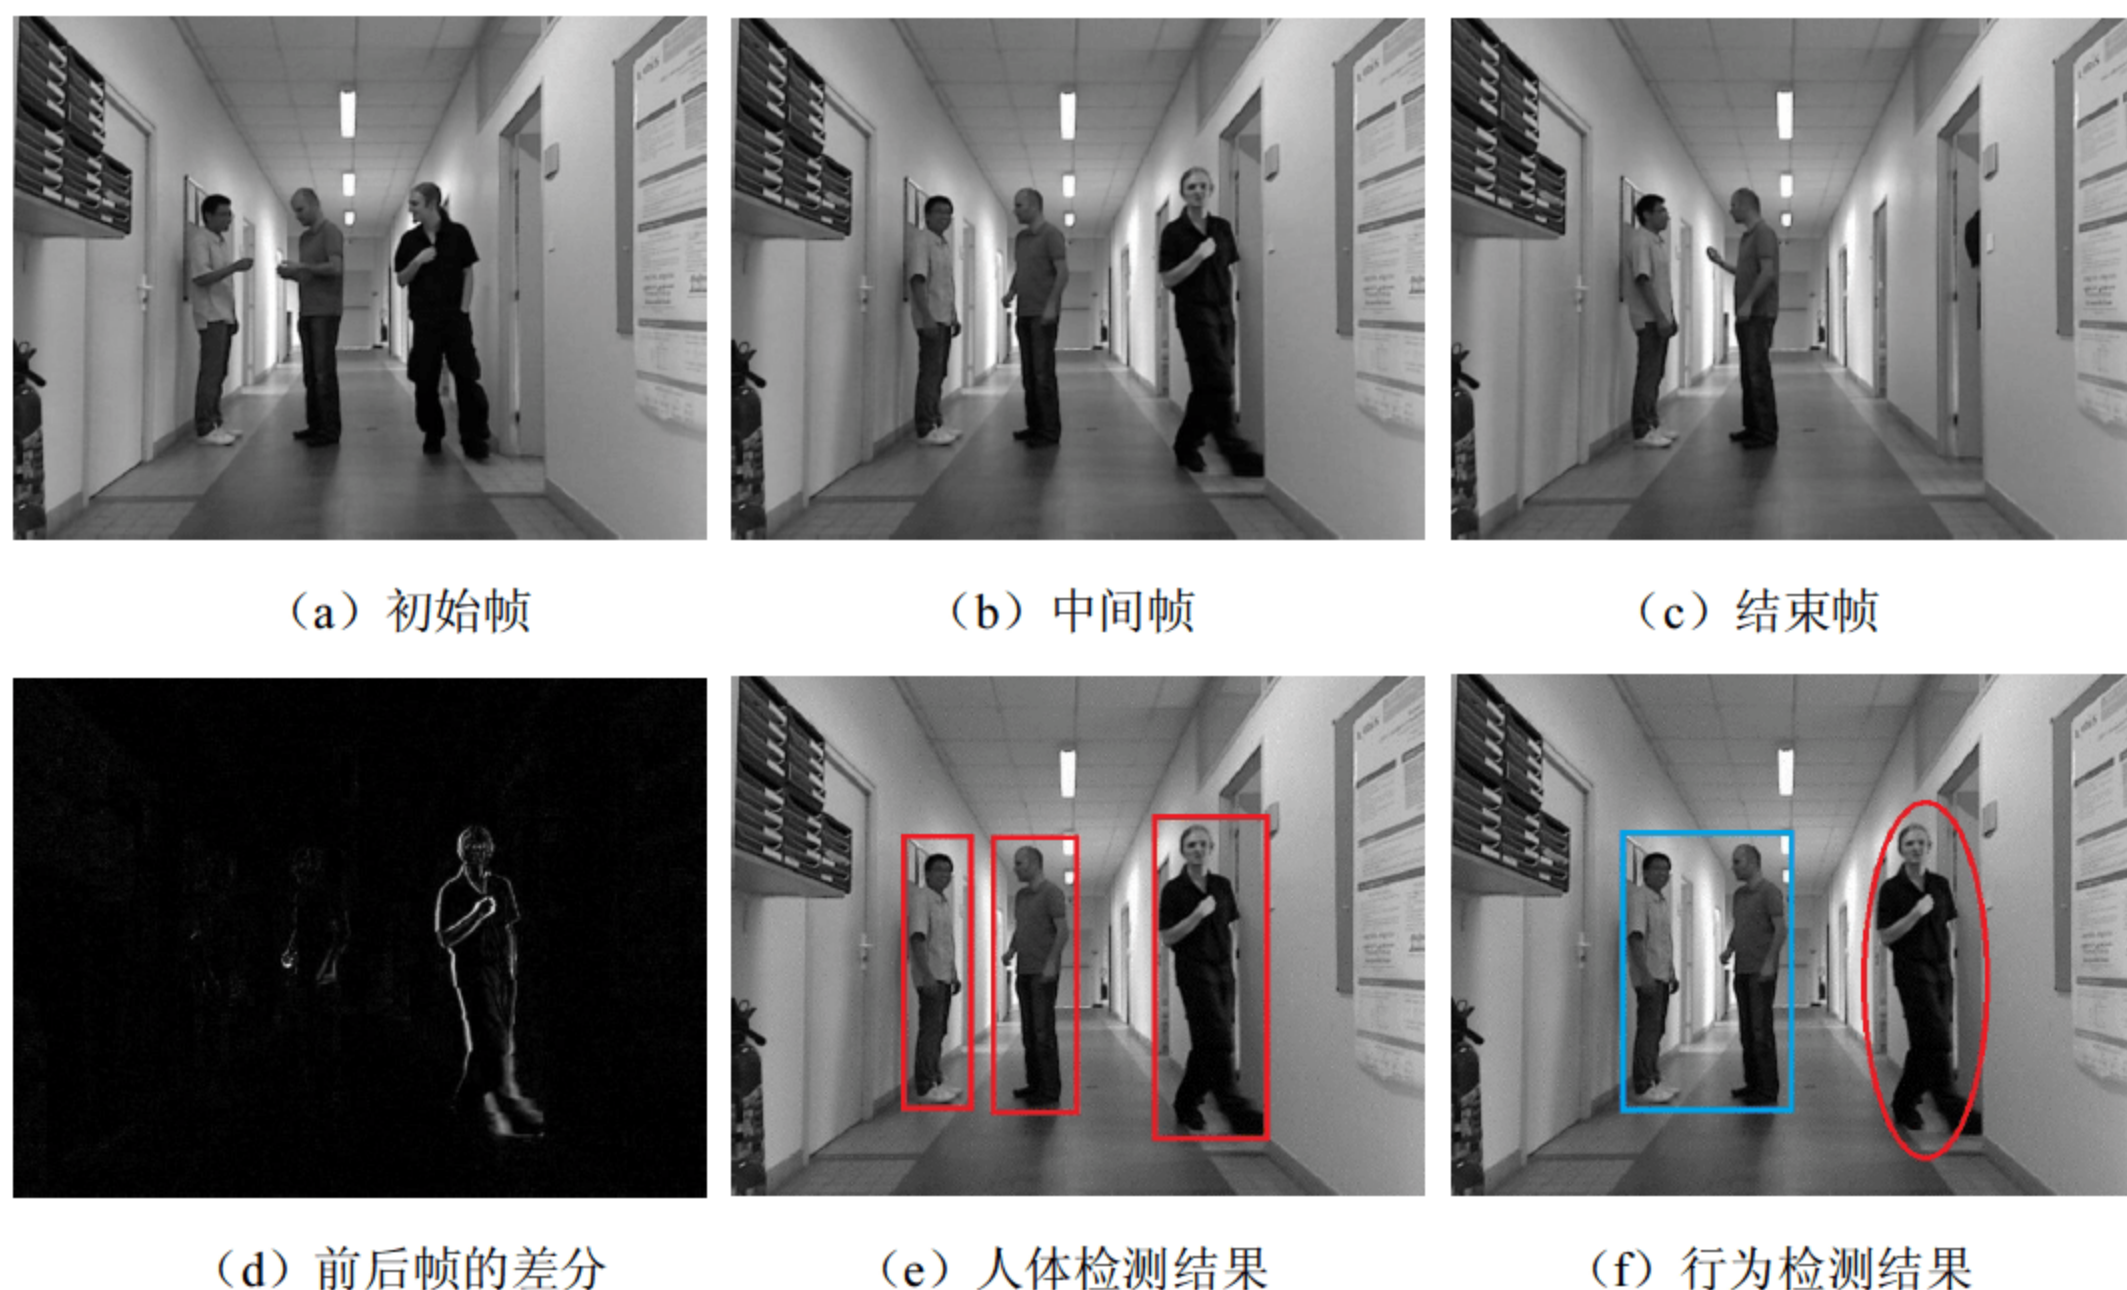 （a）初始帧
（b）中间帧
（c）结束帧
（d）前后帧的差分
（e）人体检测结果
（f）行为检测结果